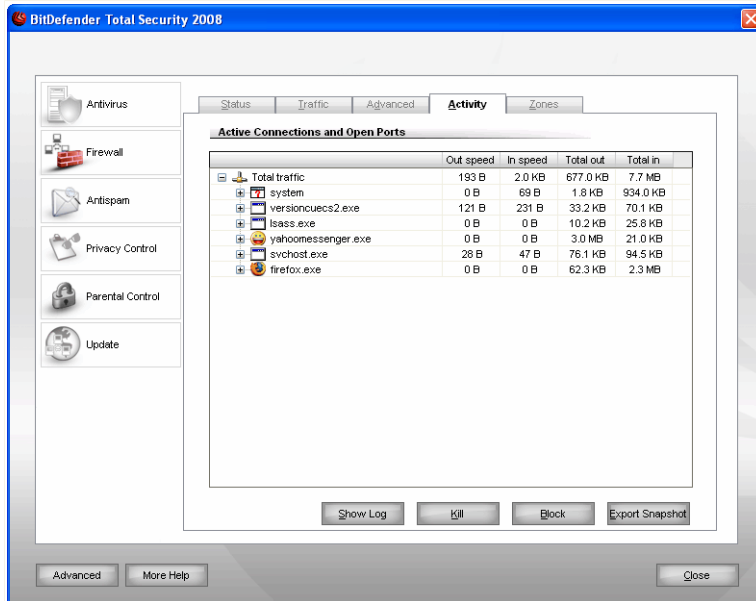 BitDefender Total Security 2008
Antivirus
Firewall
Antispam
Privacy Control
Parental Control
Update
Status Traffic Advanced Activity Zones
Active Connections and Open Ports
Out speed In speed Total out Total in
Total traffic 193 B 2.0 KB 677.0 KB 7.7 MB
system 0 B 69 B 1.8 KB 934.0 KB
versioncuecs2.exe 121 B 231 B 33.2 KB 70.1 KB
lsass.exe 0 B 0 B 10.2 KB 25.8 KB
yahoomessenger.exe 0 B 0 B 3.0 MB 21.0 KB
svchost.exe 28 B 47 B 76.1 KB 94.5 KB
firefox.exe 0 B 0 B 62.3 KB 2.3 MB
Show Log Kill Block Export Snapshot
Advanced More Help Close